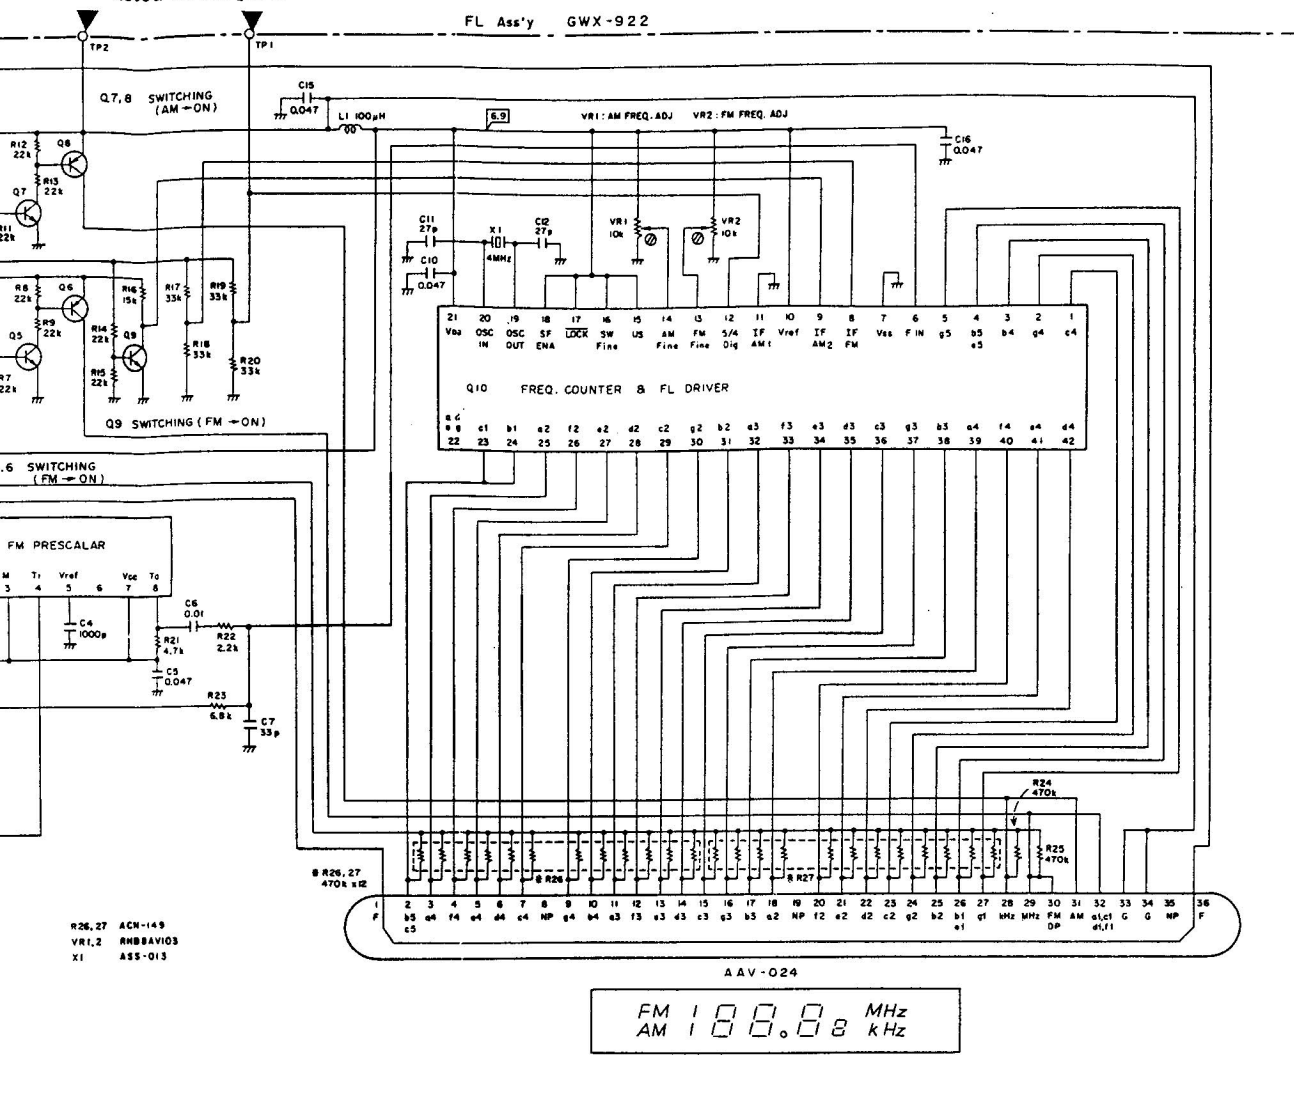 FL Ass'y GWX-922
TP2
TP1
Q7,8 SWITCHING
(AM→ON)
C15
0.047
L1 100μH
6.9
VR1: AM FREQ. ADJ VR2: FM FREQ. ADJ
C16
0.047
R12
22k
Q8
R13
22k
Q7
R11
22k
C11
27p
X1
4MHz
C12
27p
C10
0.047
VR1
10k
VR2
10k
R8
22k
Q6
R9
22k
Q5
R7
22k
R16
15k
R14
22k
Q9
R15
22k
R17
33k
R18
33k
R19
33k
R20
33k
21 20 19 18 17 16 15 14 13 12 11 10 9 8 7 6 5 4 3 2 1
OSC IN
OSC OUT
SF ENA
LOCK
SW Fine
US
AM Fine
FM Fine
5/4 Dig
IF AM1
Vref
IF AM2
IF FM
Vss
F IN
g5
b5
b4
g4
c4
Q10 FREQ. COUNTER & FL DRIVER
c1 b1 a2 f2 e2 d2 c2 g2 b2 a3 f3 e3 d3 c3 g3 b3 a4 f4 e4 d4
22 23 24 25 26 27 28 29 30 31 32 33 34 35 36 37 38 39 40 41 42
Q9 SWITCHING (FM→ON)
.6 SWITCHING
(FM→ON)
FM PRESCALAR
M Ti Vref Vcc To
3 4 5 6 7 8
C4
1000p
C6
0.01
R21
4.7k
R22
2.2k
C5
0.047
R23
6.8k
C7
33p
R24
470k
R25
470k
R26,27
470k x12
R26
R27
1 2 3 4 5 6 7 8 9 10 11 12 13 14 15 16 17 18 19 20 21 22 23 24 25 26 27 28 29 30 31 32 33 34 35 36
F b5 a4 f4 e4 d4 c4 NP g4 b4 a3 f3 e3 d3 c3 g3 b3 a2 NP f2 e2 d2 c2 g2 b2 b1 g1 kHz MHz FM AM a1,c1 G G NP F
c5 e1 DP d1,f1
R26,27 ACN-149
VR1,2
X1 ASS-013
AAV-024
FM 188.88 MHz
AM kHz